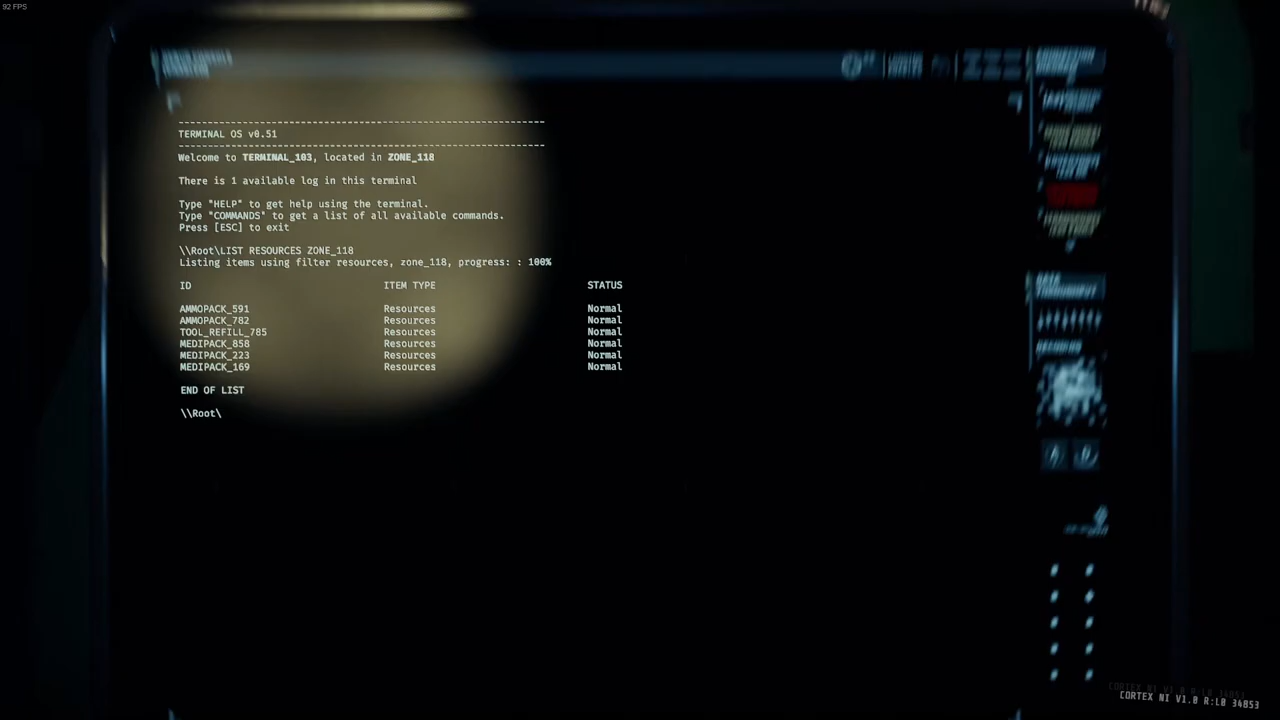 92 FPS
--------------------------------------------------------------------------------
TERMINAL OS v0.51
--------------------------------------------------------------------------------
Welcome to TERMINAL_103, located in ZONE_118
There is 1 available log in this terminal
Type "HELP" to get help using the terminal.
Type "COMMANDS" to get a list of all available commands.
Press [ESC] to exit
\\Root\LIST RESOURCES ZONE_118
Listing items using filter resources, zone_118, progress: : 100%
ID ITEM TYPE STATUS
AMMOPACK_591 Resources Normal
AMMOPACK_782 Resources Normal
TOOL_REFILL_785 Resources Normal
MEDIPACK_858 Resources Normal
MEDIPACK_223 Resources Normal
MEDIPACK_169 Resources Normal
END OF LIST
\\Root\
CORTEX NI V1.0 R:L0 34853